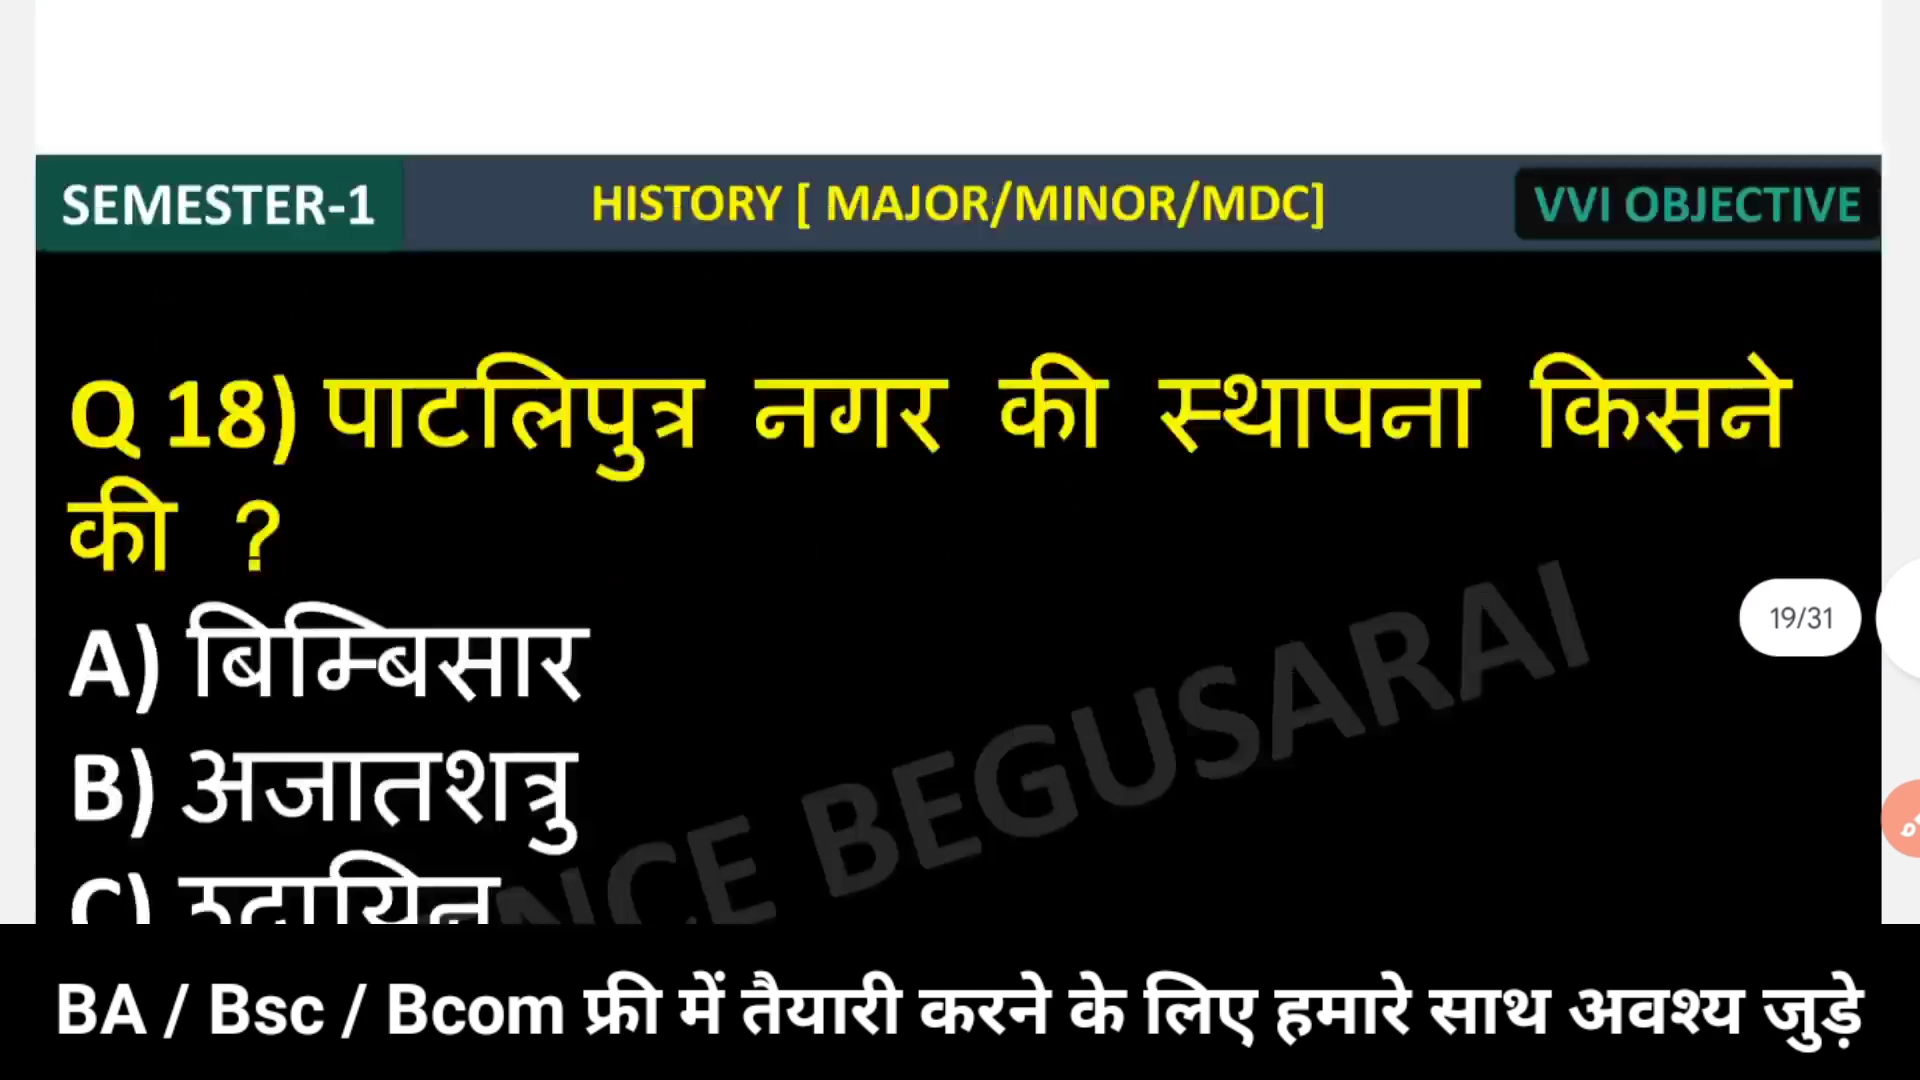 SEMESTER-1 HISTORY [ MAJOR/MINOR/MDC] VVI OBJECTIVE
Q 18) पाटलिपुत्र नगर की स्थापना किसने
की ?
A) बिम्बिसार
19/31
B) अजातशत्रु
C) उदायिन
BEGUSARAI
BA / Bsc / Bcom फ्री में तैयारी करने के लिए हमारे साथ अवश्य जुड़े